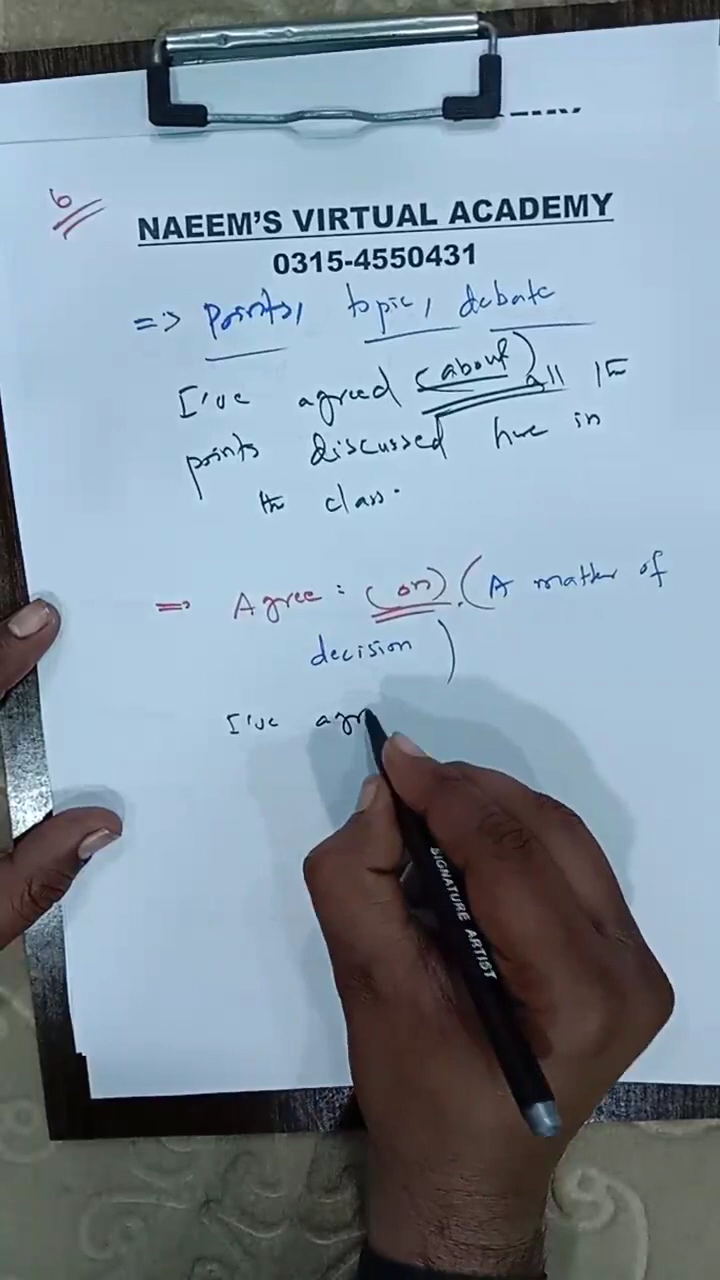 6
NAEEM'S VIRTUAL ACADEMY
0315-4550431
=> Points, topic, debate
I've agreed (about) all the
points discussed here in
the class.
=> Agree : (on). (A matter of
decision)
I've agr
SIGNATURE ARTIST